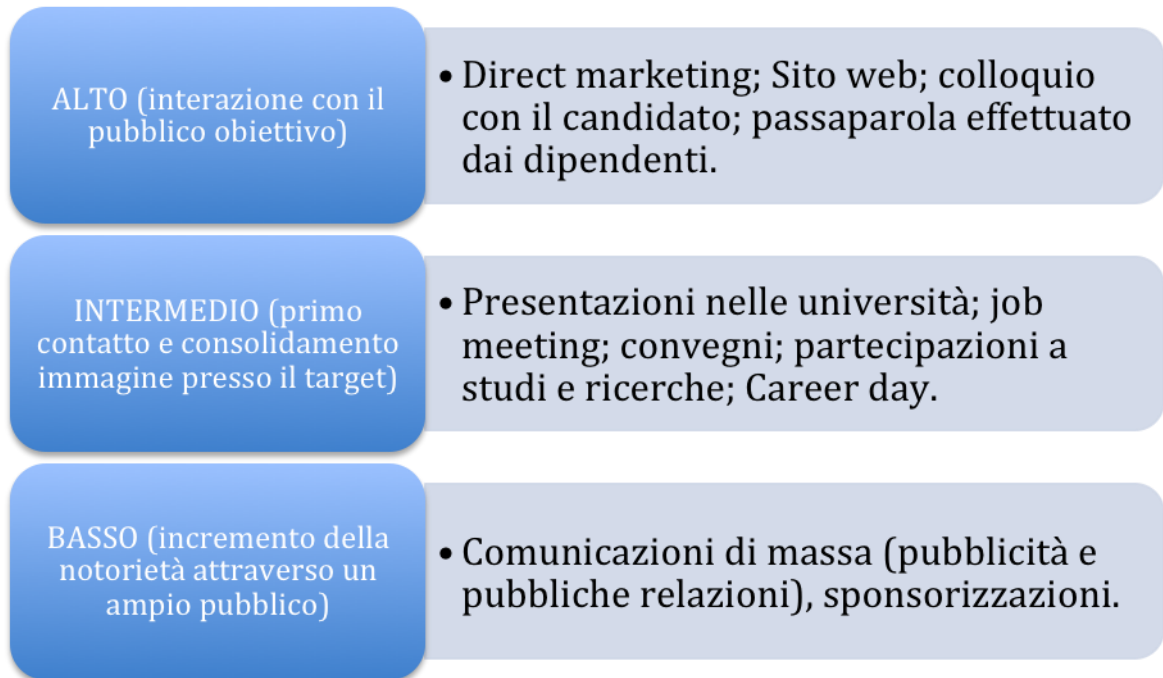 ALTO (interazione con il
pubblico obiettivo)
• Direct marketing; Sito web; colloquio
con il candidato; passaparola effettuato
dai dipendenti.
INTERMEDIO (primo
contatto e consolidamento
immagine presso il target)
• Presentazioni nelle università; job
meeting; convegni; partecipazioni a
studi e ricerche; Career day.
BASSO (incremento della
notorietà attraverso un
ampio pubblico)
• Comunicazioni di massa (pubblicità e
pubbliche relazioni), sponsorizzazioni.